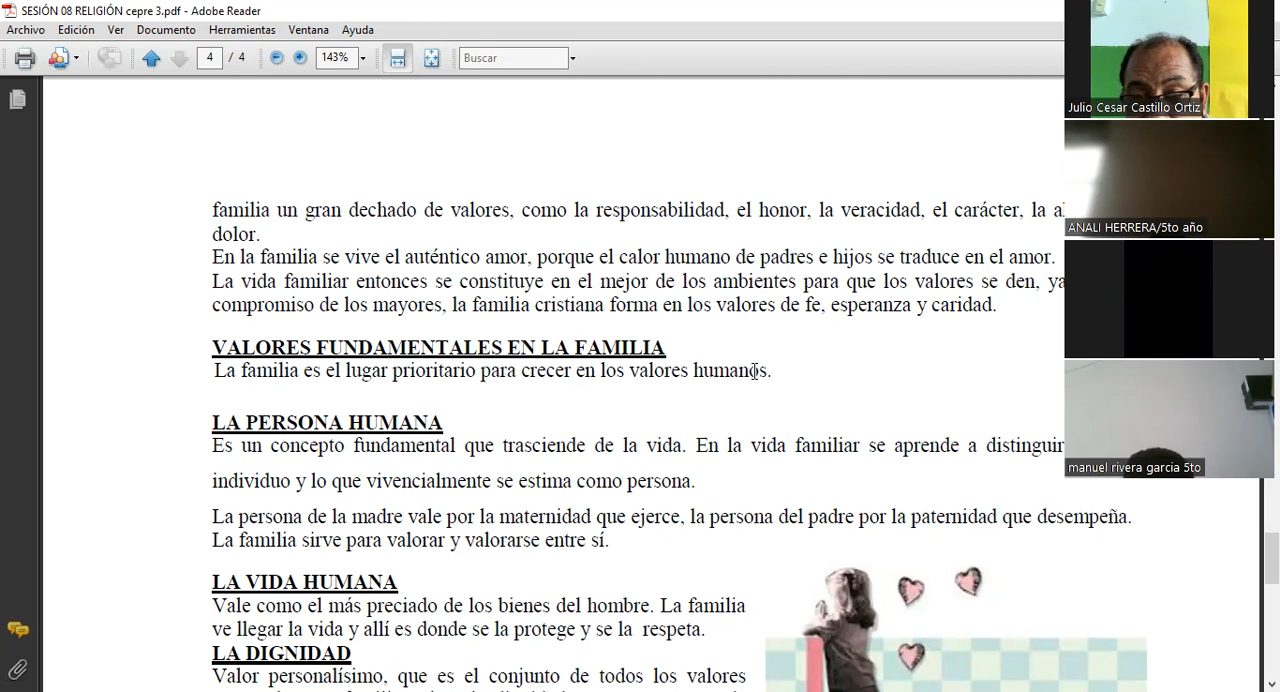 SESIÓN 08 RELIGIÓN cepre 3.pdf - Adobe Reader
Archivo Edición Ver Documento Herramientas Ventana Ayuda
4 / 4 143% Buscar
familia un gran dechado de valores, como la responsabilidad, el honor, la veracidad, el carácter, la
dolor.
En la familia se vive el auténtico amor, porque el calor humano de padres e hijos se traduce en el amor.
La vida familiar entonces se constituye en el mejor de los ambientes para que los valores se den, ya
compromiso de los mayores, la familia cristiana forma en los valores de fe, esperanza y caridad.
VALORES FUNDAMENTALES EN LA FAMILIA
La familia es el lugar prioritario para crecer en los valores humanos.
LA PERSONA HUMANA
Es un concepto fundamental que trasciende de la vida. En la vida familiar se aprende a distinguir
individuo y lo que vivencialmente se estima como persona.
La persona de la madre vale por la maternidad que ejerce, la persona del padre por la paternidad que desempeña.
La familia sirve para valorar y valorarse entre sí.
LA VIDA HUMANA
Vale como el más preciado de los bienes del hombre. La familia
ve llegar la vida y allí es donde se la protege y se la respeta.
LA DIGNIDAD
Valor personalísimo, que es el conjunto de todos los valores
Julio Cesar Castillo Ortiz
ANALI HERRERA/5to año
manuel rivera garcia 5to